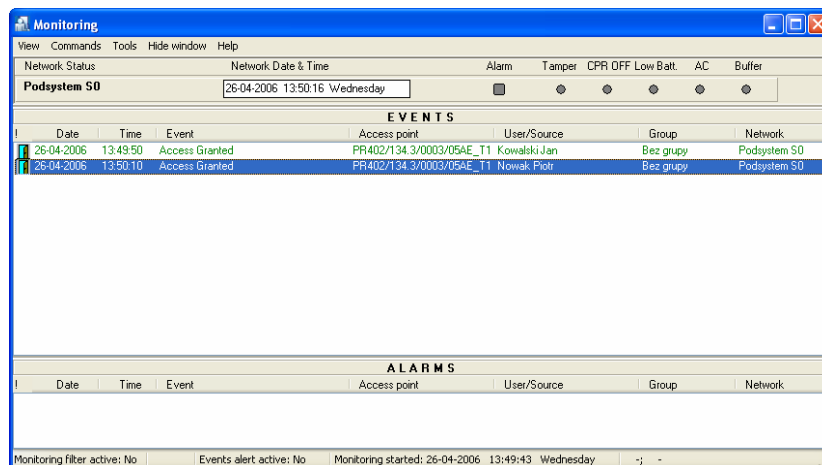 Monitoring
View Commands Tools Hide window Help
Network Status Network Date & Time Alarm Tamper CPR OFF Low Batt. AC Buffer
Podsystem S0 26-04-2006 13:50:16 Wednesday
EVENTS
! Date Time Event Access point User/Source Group Network
26-04-2006 13:49:50 Access Granted PR402/134.3/0003/05AE_T1 Kowalski Jan Bez grupy Podsystem S0
26-04-2006 13:50:10 Access Granted PR402/134.3/0003/05AE_T1 Nowak Piotr Bez grupy Podsystem S0
ALARMS
! Date Time Event Access point User/Source Group Network
Monitoring filter active: No Events alert active: No Monitoring started: 26-04-2006 13:49:43 Wednesday -; -